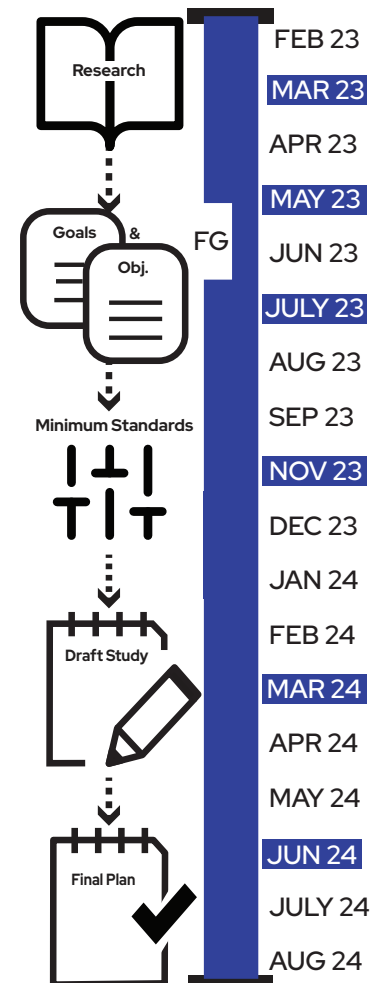 Research
Goals &
Obj.
Minimum Standards
Draft Study
Final Plan
FG
FEB 23
MAR 23
APR 23
MAY 23
JUN 23
JULY 23
AUG 23
SEP 23
NOV 23
DEC 23
JAN 24
FEB 24
MAR 24
APR 24
MAY 24
JUN 24
JULY 24
AUG 24